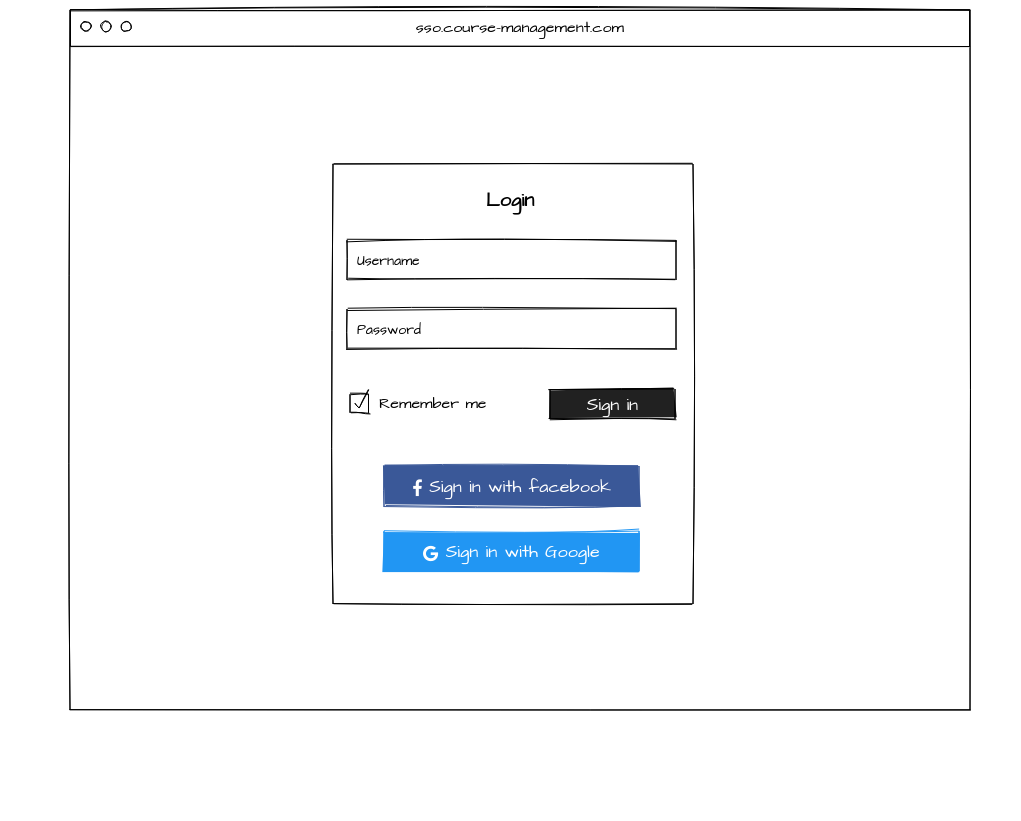 sso.course-management.com
Login
Username
Password
Remember me
Sign in
Sign in with facebook
Sign in with Google